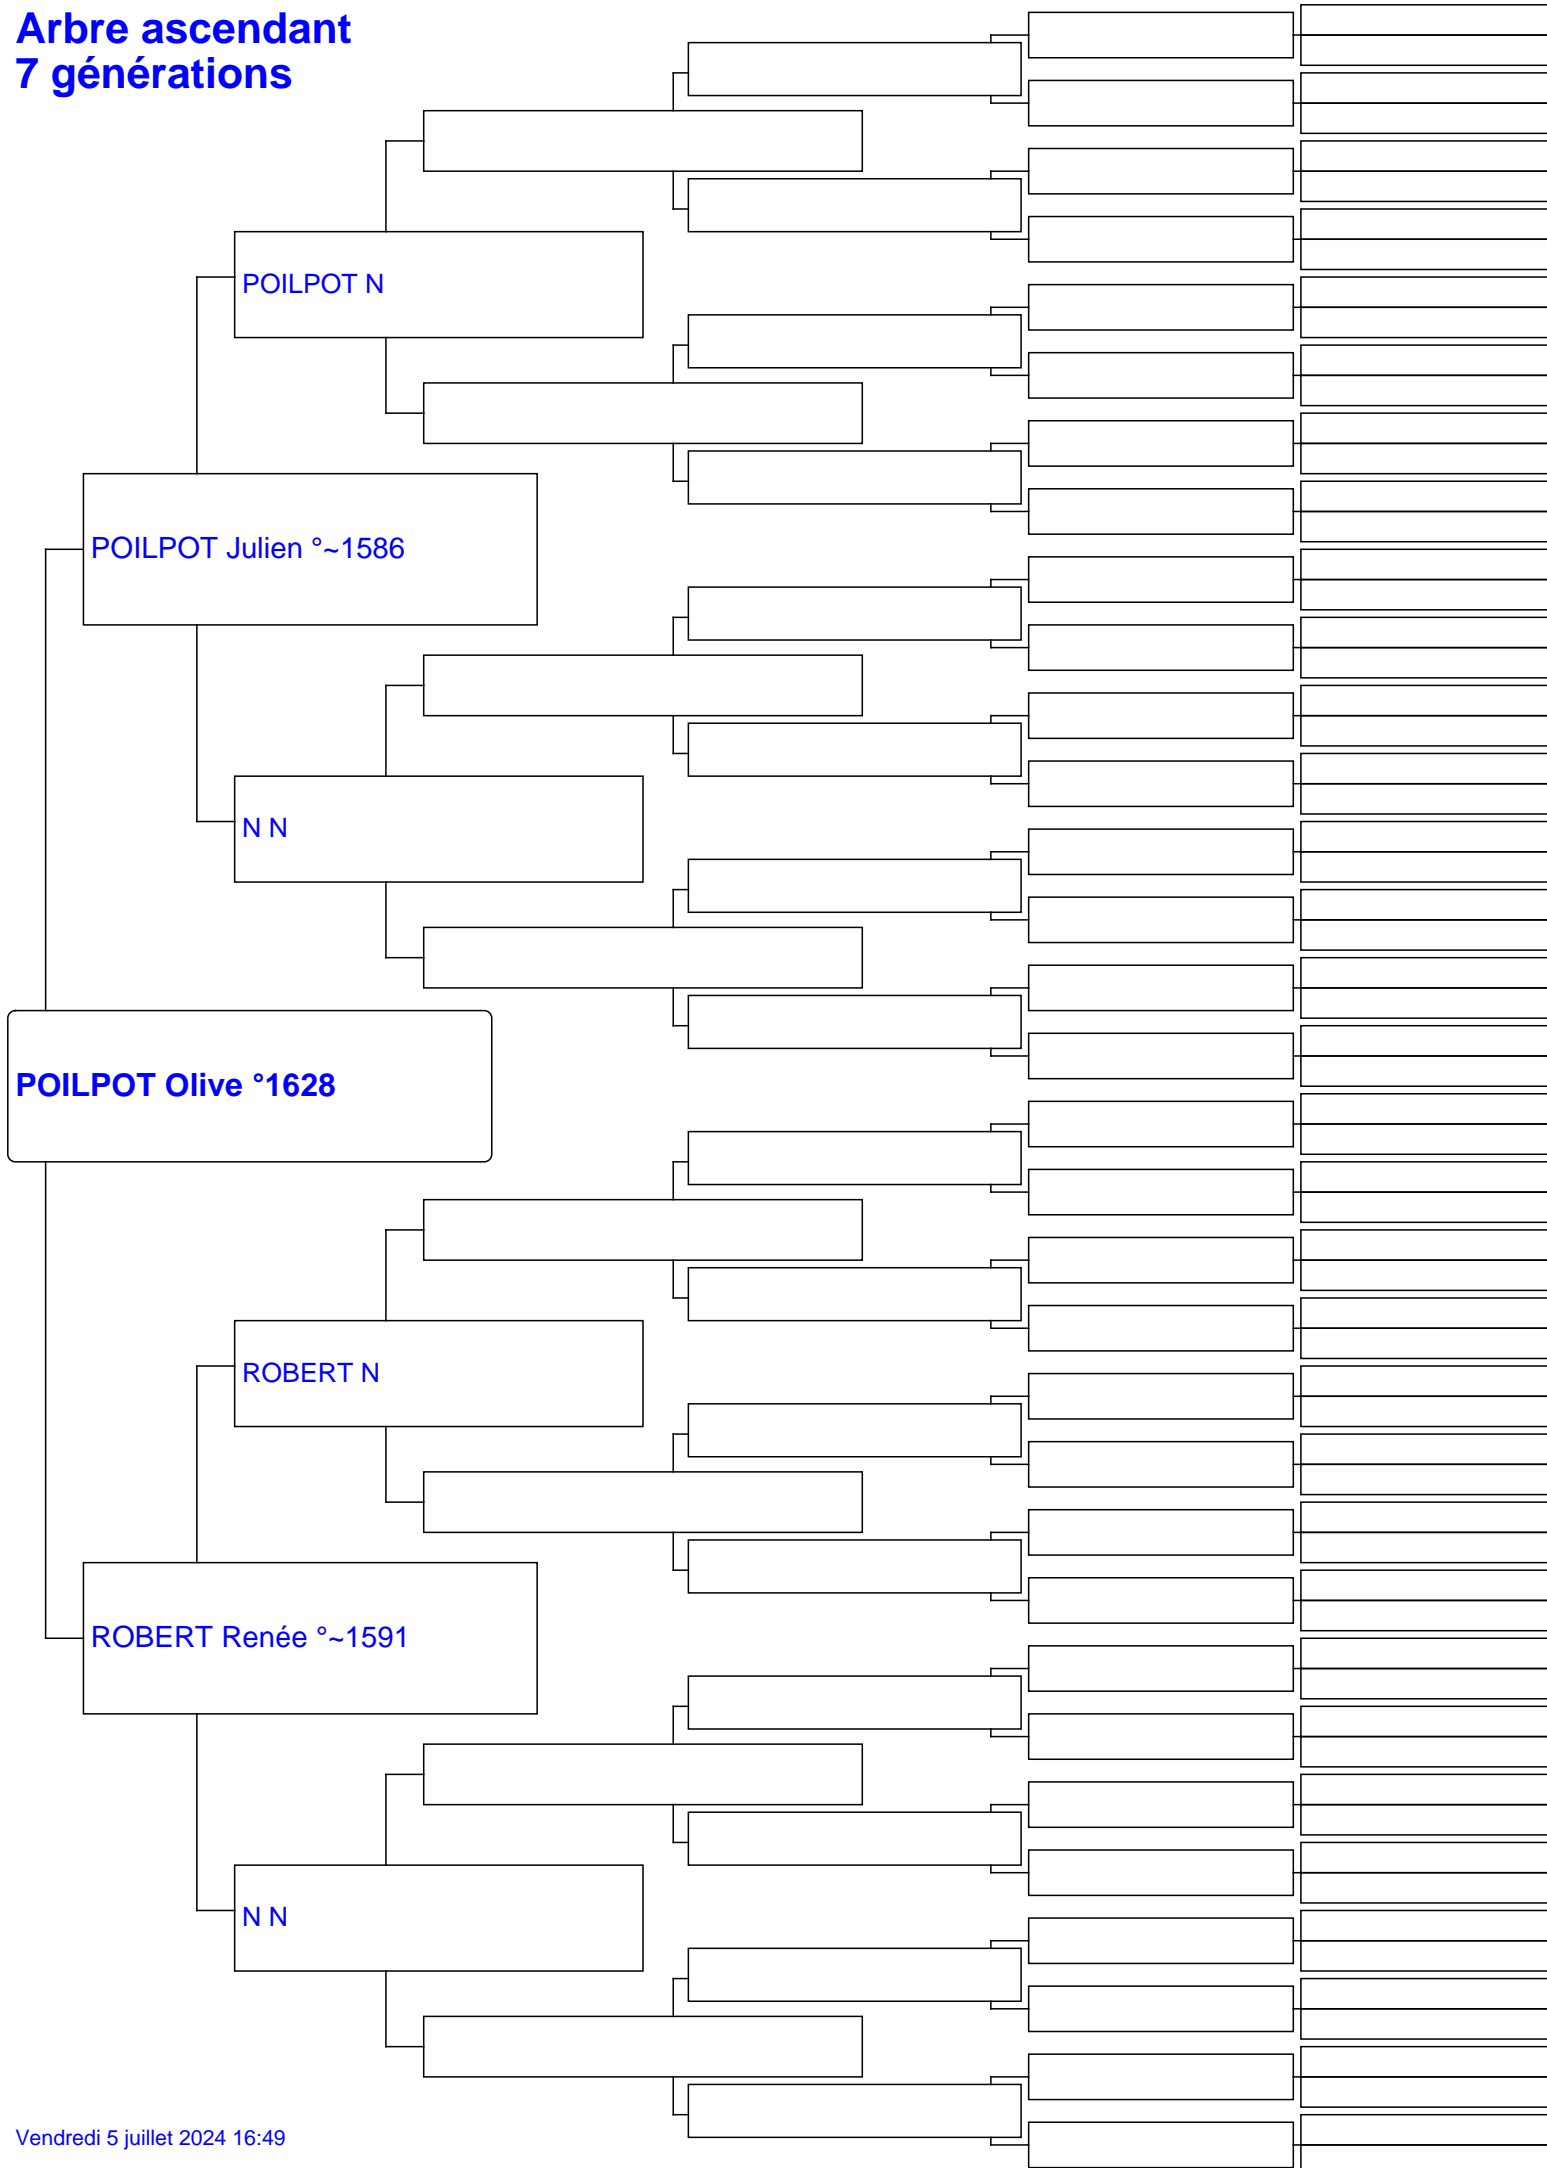 Arbre ascendant
7 générations
POILPOT N
POILPOT Julien °~1586
N N
POILPOT Olive °1628
ROBERT N
ROBERT Renée °~1591
N N
Vendredi 5 juillet 2024 16:49